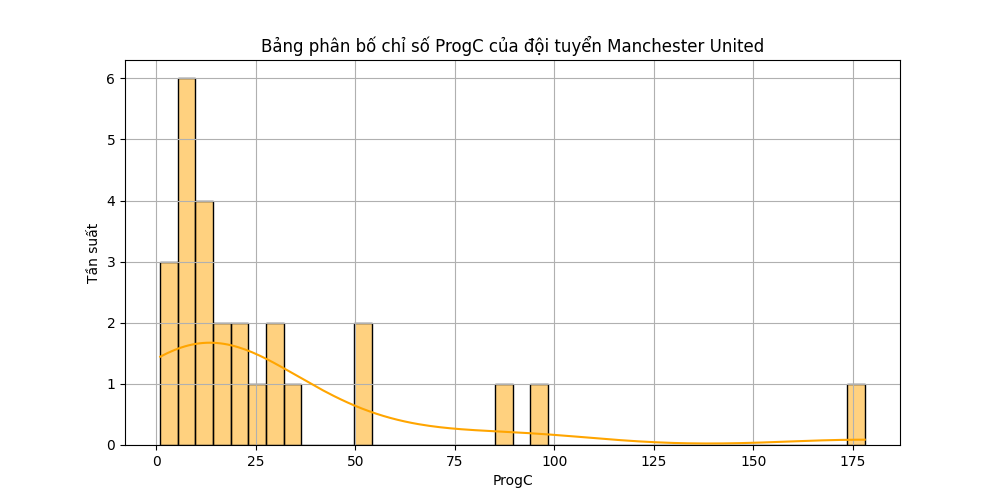 Bảng phân bố chỉ số ProgC của đội tuyển Manchester United
Tần suất
6
5
4
3
2
1
0
0 25 50 75 100 125 150 175
ProgC